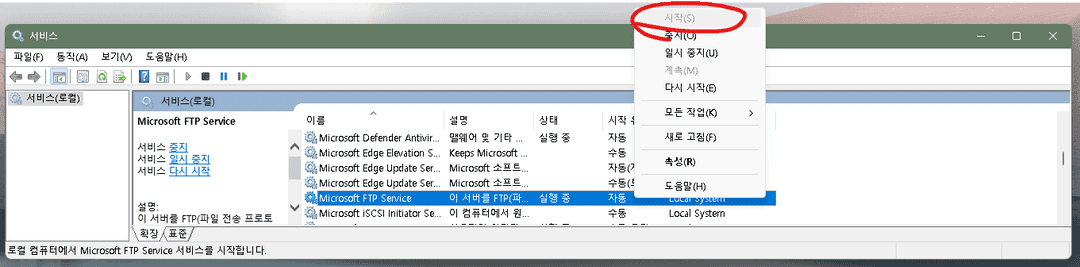 시작(S)
중지(O)
일시 중지(U)
계속(M)
다시 시작(E)
모든 작업(K)
새로 고침(F)
속성(R)
도움말(H)
서비스
파일(F) 동작(A) 보기(V) 도움말(H)
서비스(로컬)
서비스(로컬)
Microsoft FTP Service
서비스 중지
서비스 일시 중지
서비스 다시 시작
설명:
이 서버를 FTP(파일 전송 프로토
이름 설명 상태 시작
Microsoft Defender Antivir... 맬웨어 및 기타 ... 실행 중 자동
Microsoft Edge Elevation S... Keeps Microsoft ... 수동
Microsoft Edge Update Ser... Microsoft 소프트... 자동(
Microsoft Edge Update Ser... Microsoft 소프트... 수동(
Microsoft FTP Service 이 서버를 FTP(파... 실행 중 자동 Local System
Microsoft iSCSI Initiator Se... 이 컴퓨터에서 원... 수동 Local System
확장 표준
로컬 컴퓨터에서 Microsoft FTP Service 서비스를 시작합니다.